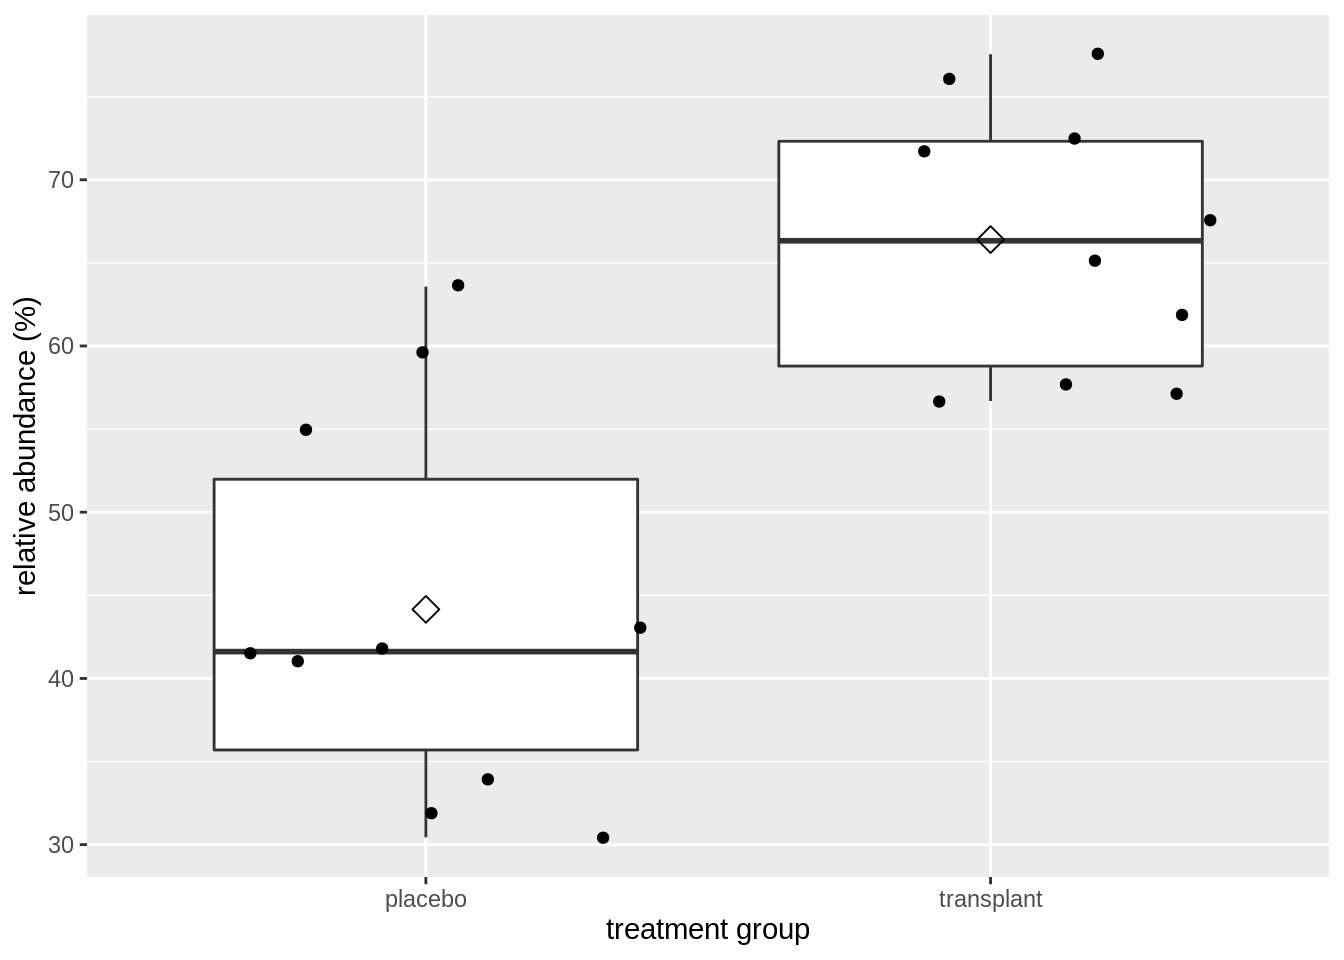 relative abundance (%)
70
60
50
40
30
placebo
transplant
treatment group